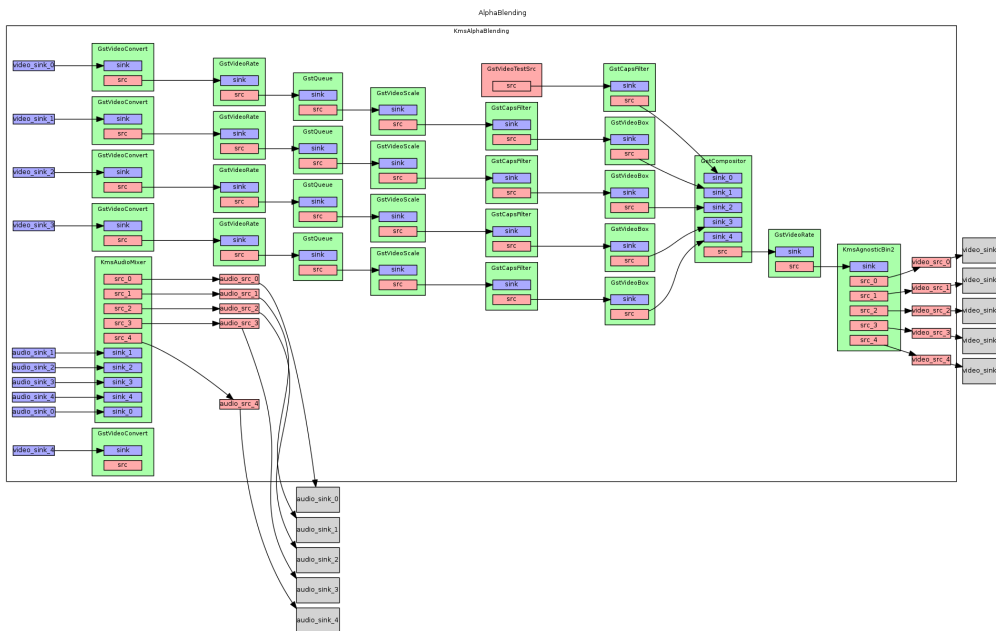 AlphaBlending
KmsAlphaBlending
video_sink_0
GstVideoConvert
sink
src
video_sink_1
GstVideoConvert
sink
src
video_sink_2
GstVideoConvert
sink
src
video_sink_3
GstVideoConvert
sink
src
GstVideoRate
sink
src
GstVideoRate
sink
src
GstVideoRate
sink
src
GstVideoRate
sink
src
GstQueue
sink
src
GstQueue
sink
src
GstQueue
sink
src
GstQueue
sink
src
GstVideoScale
sink
src
GstVideoScale
sink
src
GstVideoScale
sink
src
GstVideoScale
sink
src
GstVideoTestSrc
src
GstCapsFilter
sink
src
GstCapsFilter
sink
src
GstCapsFilter
sink
src
GstCapsFilter
sink
src
GstCapsFilter
sink
src
GstVideoBox
sink
src
GstVideoBox
sink
src
GstVideoBox
sink
src
GstVideoBox
sink
src
GstCompositor
sink_0
sink_1
sink_2
sink_3
sink_4
src
GstVideoRate
sink
src
KmsAgnosticBin2
sink
src_0
src_1
src_2
src_3
src_4
video_src_0
video_src_1
video_src_2
video_src_3
video_src_4
video_sink
video_sink
video_sink
video_sink
video_sink
KmsAudioMixer
src_0
src_1
src_2
src_3
src_4
sink_1
sink_2
sink_3
sink_4
sink_0
audio_sink_1
audio_sink_2
audio_sink_3
audio_sink_4
audio_sink_0
audio_src_0
audio_src_1
audio_src_2
audio_src_3
audio_src_4
video_sink_4
GstVideoConvert
sink
src
audio_sink_0
audio_sink_1
audio_sink_2
audio_sink_3
audio_sink_4